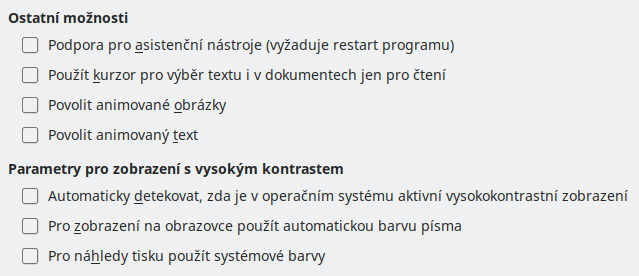 Ostatní možnosti
Podpora pro asistenční nástroje (vyžaduje restart programu)
Použít kurzor pro výběr textu i v dokumentech jen pro čtení
Povolit animované obrázky
Povolit animovaný text
Parametry pro zobrazení s vysokým kontrastem
Automaticky detekovat, zda je v operačním systému aktivní vysokokontrastní zobrazení
Pro zobrazení na obrazovce použít automatickou barvu písma
Pro náhledy tisku použít systémové barvy